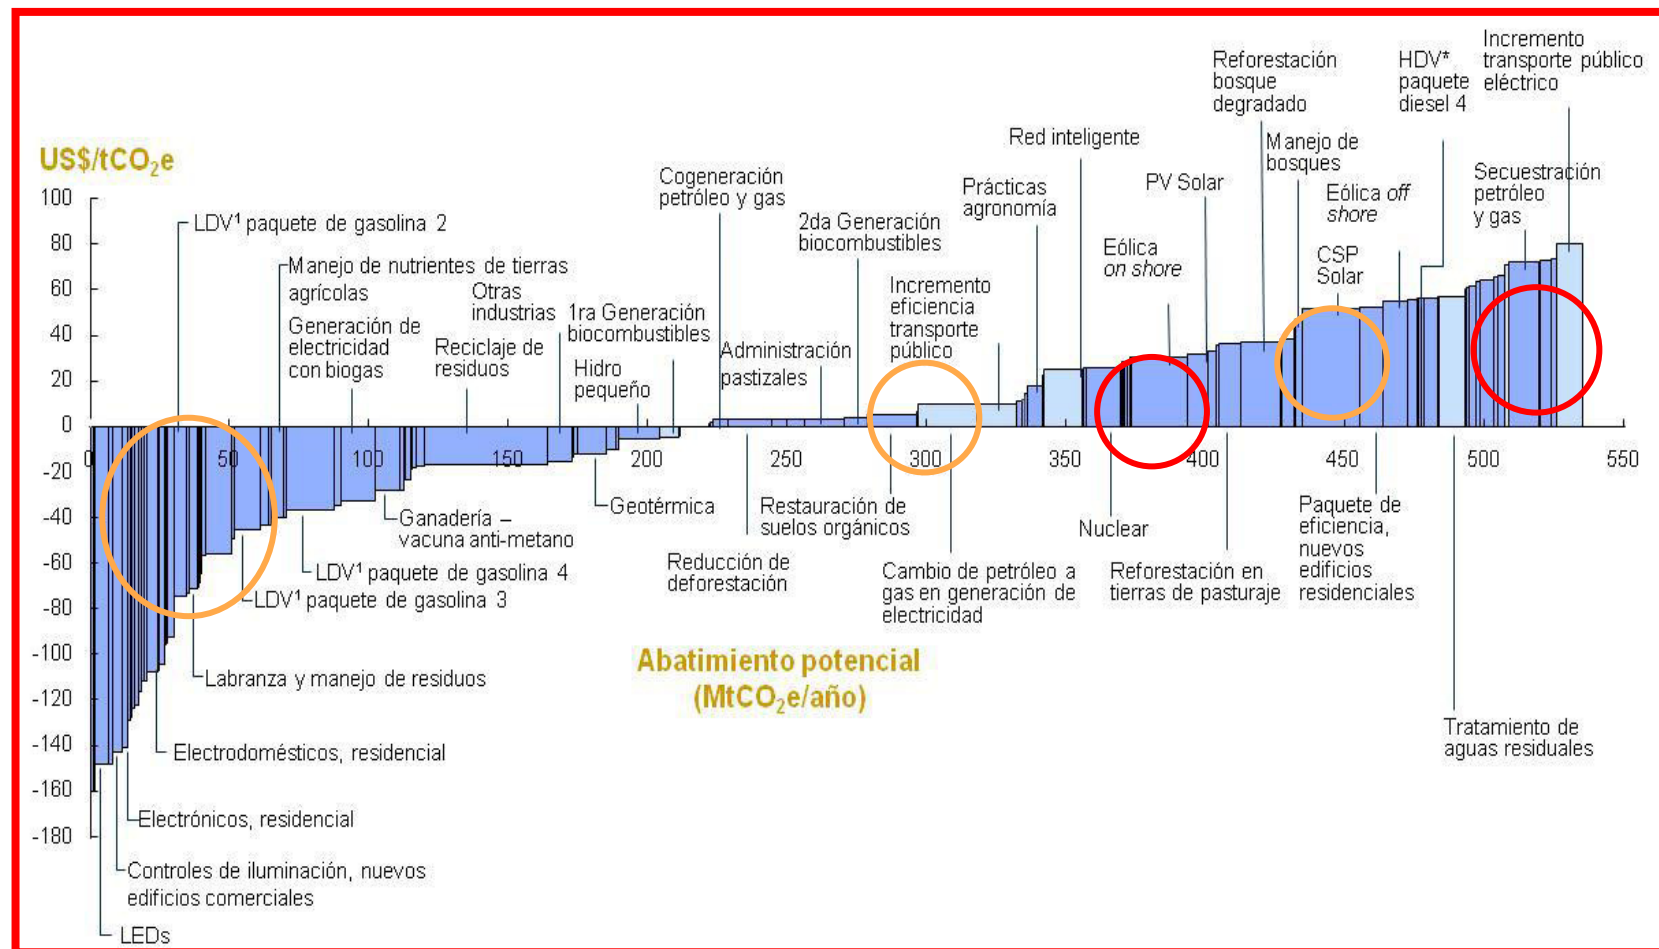 US$/tCO₂e
100
80
60
40
20
0
-20
-40
-60
-80
-100
-120
-140
-160
-180
0
50
100
150
200
250
300
350
400
450
500
550
LDV¹ paquete de gasolina 2
Manejo de nutrientes de tierras
agrícolas
Generación de
electricidad
con biogas
Otras
industrias
Reciclaje de
residuos
1ra Generación
biocombustibles
Hidro
pequeño
Cogeneración
petróleo y gas
Administración
pastizales
2da Generación
biocombustibles
Incremento
eficiencia
transporte
público
Prácticas
agronomía
Red inteligente
Eólica
on shore
PV Solar
Reforestación
bosque
degradado
Manejo de
bosques
CSP
Solar
Eólica off
shore
HDV*
paquete
diesel 4
Secuestración
petróleo
y gas
Incremento
transporte público
eléctrico
LEDs
Controles de iluminación, nuevos
edificios comerciales
Electrónicos, residencial
Electrodomésticos, residencial
Labranza y manejo de residuos
LDV¹ paquete de gasolina 3
LDV¹ paquete de gasolina 4
Ganadería –
vacuna anti-metano
Geotérmica
Reducción de
deforestación
Restauración de
suelos orgánicos
Cambio de petróleo a
gas en generación de
electricidad
Nuclear
Reforestación en
tierras de pasturaje
Paquete de
eficiencia,
nuevos
edificios
residenciales
Tratamiento de
aguas residuales
Abatimiento potencial
(MtCO₂e/año)